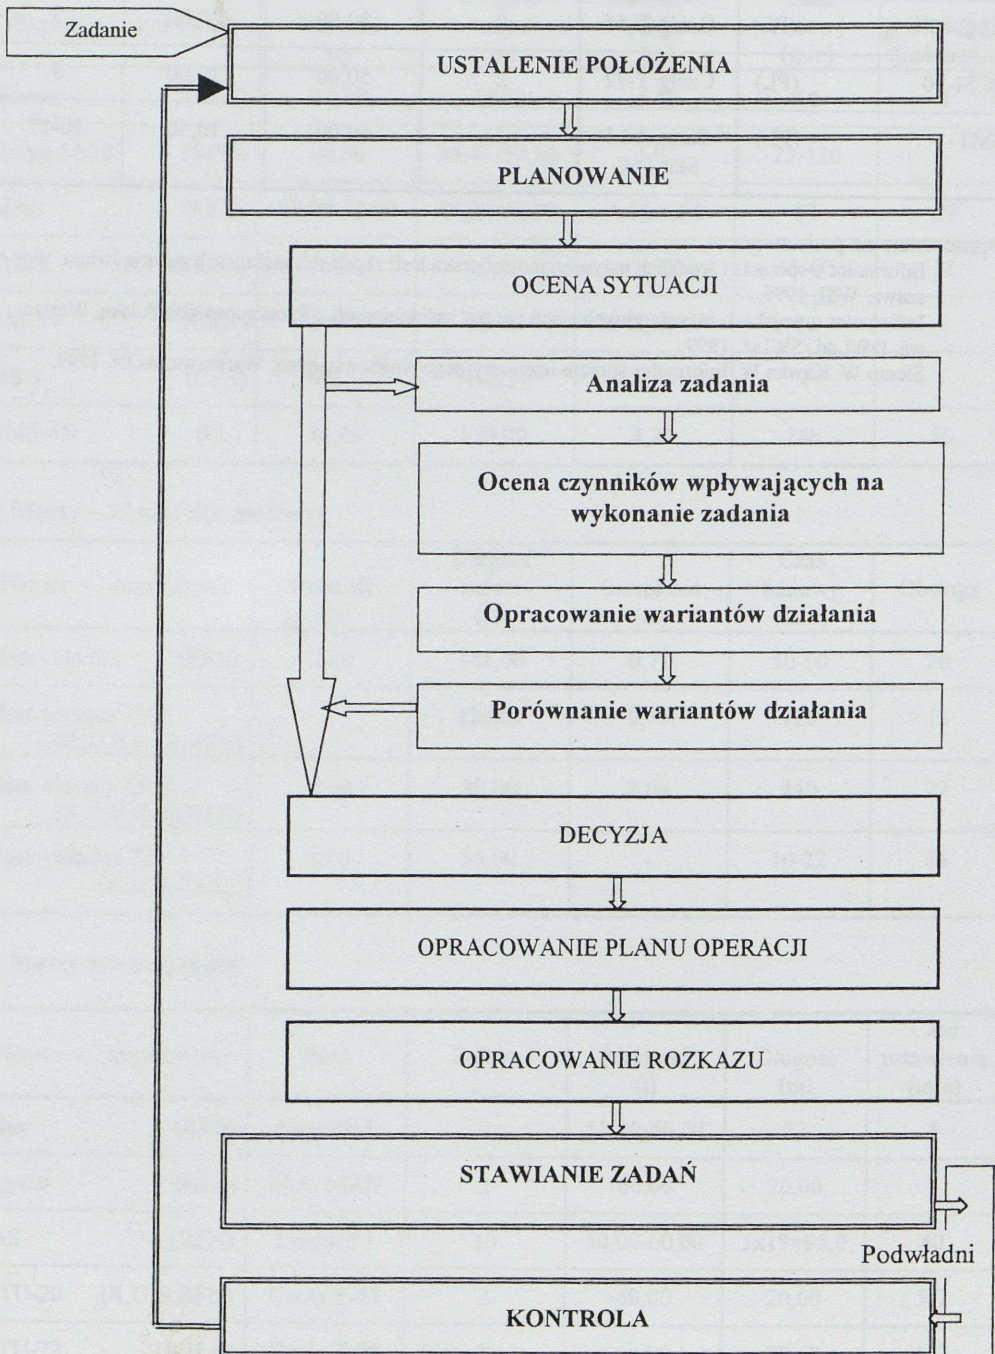 Zadanie
USTALENIE POŁOŻENIA
PLANOWANIE
OCENA SYTUACJI
Analiza zadania
Ocena czynników wpływających na
wykonanie zadania
Opracowanie wariantów działania
Porównanie wariantów działania
DECYZJA
OPRACOWANIE PLANU OPERACJI
OPRACOWANIE ROZKAZU
STAWIANIE ZADAŃ
Podwładni
KONTROLA